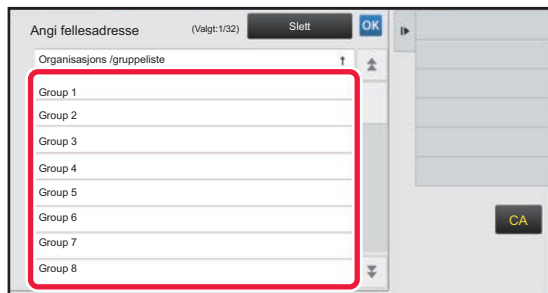 Angi fellesadresse (Valgt:1/32) Slett OK
Organisasjons /gruppeliste
Group 1
Group 2
Group 3
Group 4
Group 5
Group 6
CA
Group 7
Group 8